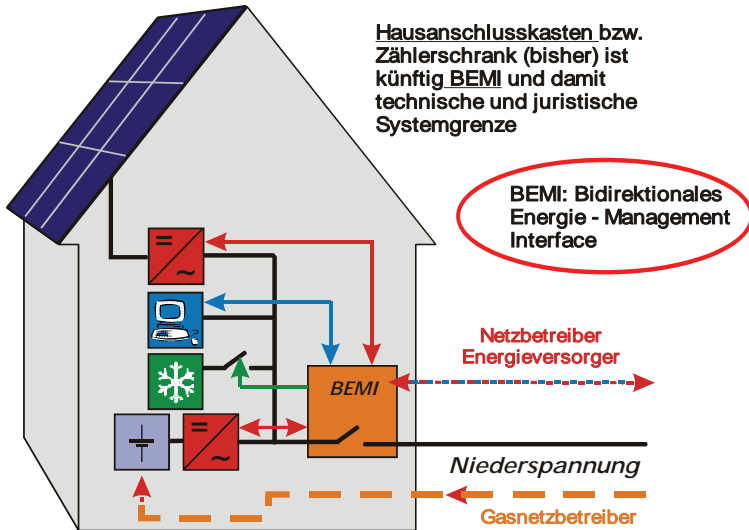 Hausanschlusskasten bzw.
Zählerschrank (bisher) ist
künftig BEMI und damit
technische und juristische
Systemgrenze
BEMI: Bidirektionales
Energie - Management
Interface
=
~
Netzbetreiber
Energieversorger
BEMI
=
~
Niederspannung
Gasnetzbetreiber